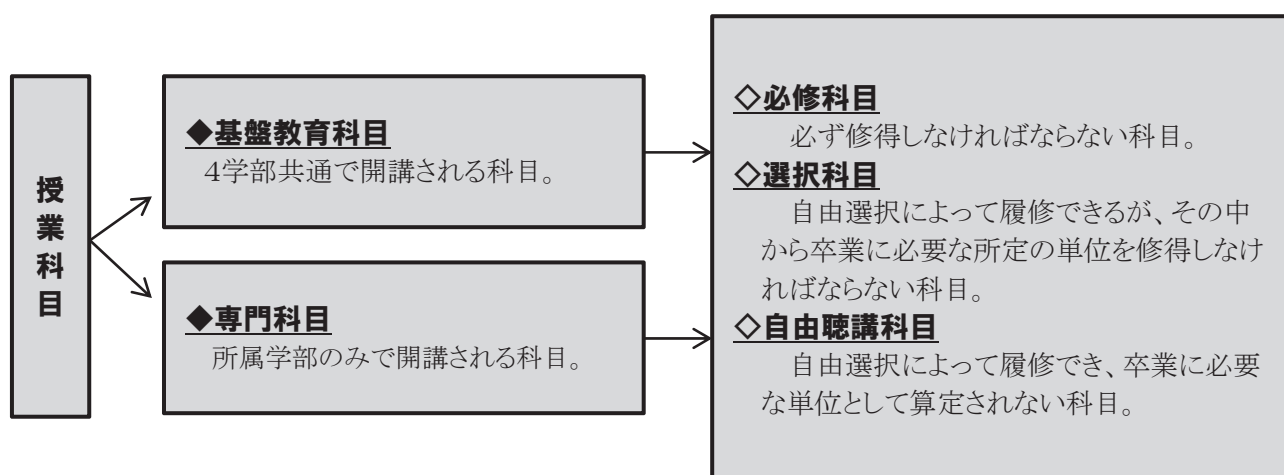 授業科目
◆基盤教育科目
4学部共通で開講される科目。
◆専門科目
所属学部のみで開講される科目。
◇必修科目
必ず修得しなければならない科目。
◇選択科目
自由選択によって履修できるが、その中
から卒業に必要な所定の単位を修得しなけ
ればならない科目。
◇自由聴講科目
自由選択によって履修でき、卒業に必要
な単位として算定されない科目。